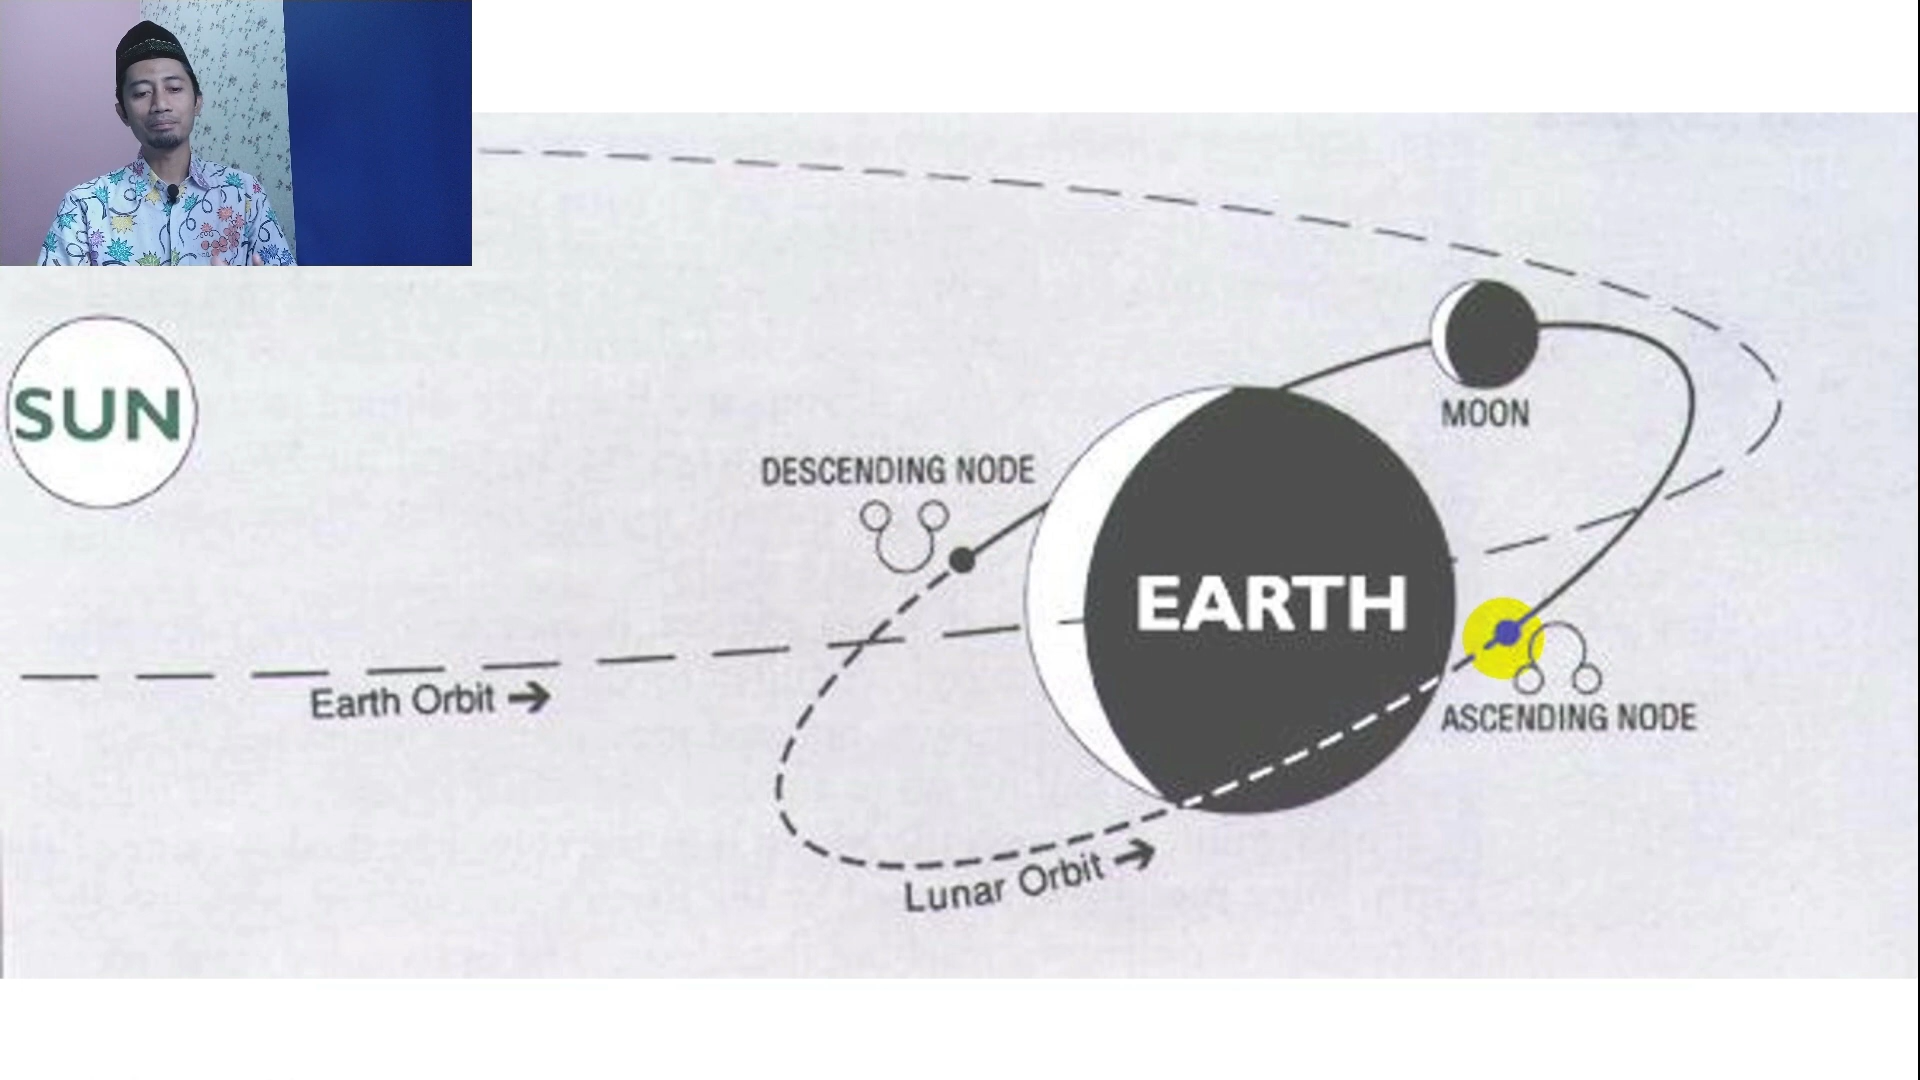 SUN
DESCENDING NODE
MOON
EARTH
Earth Orbit →
ASCENDING NODE
Lunar Orbit →